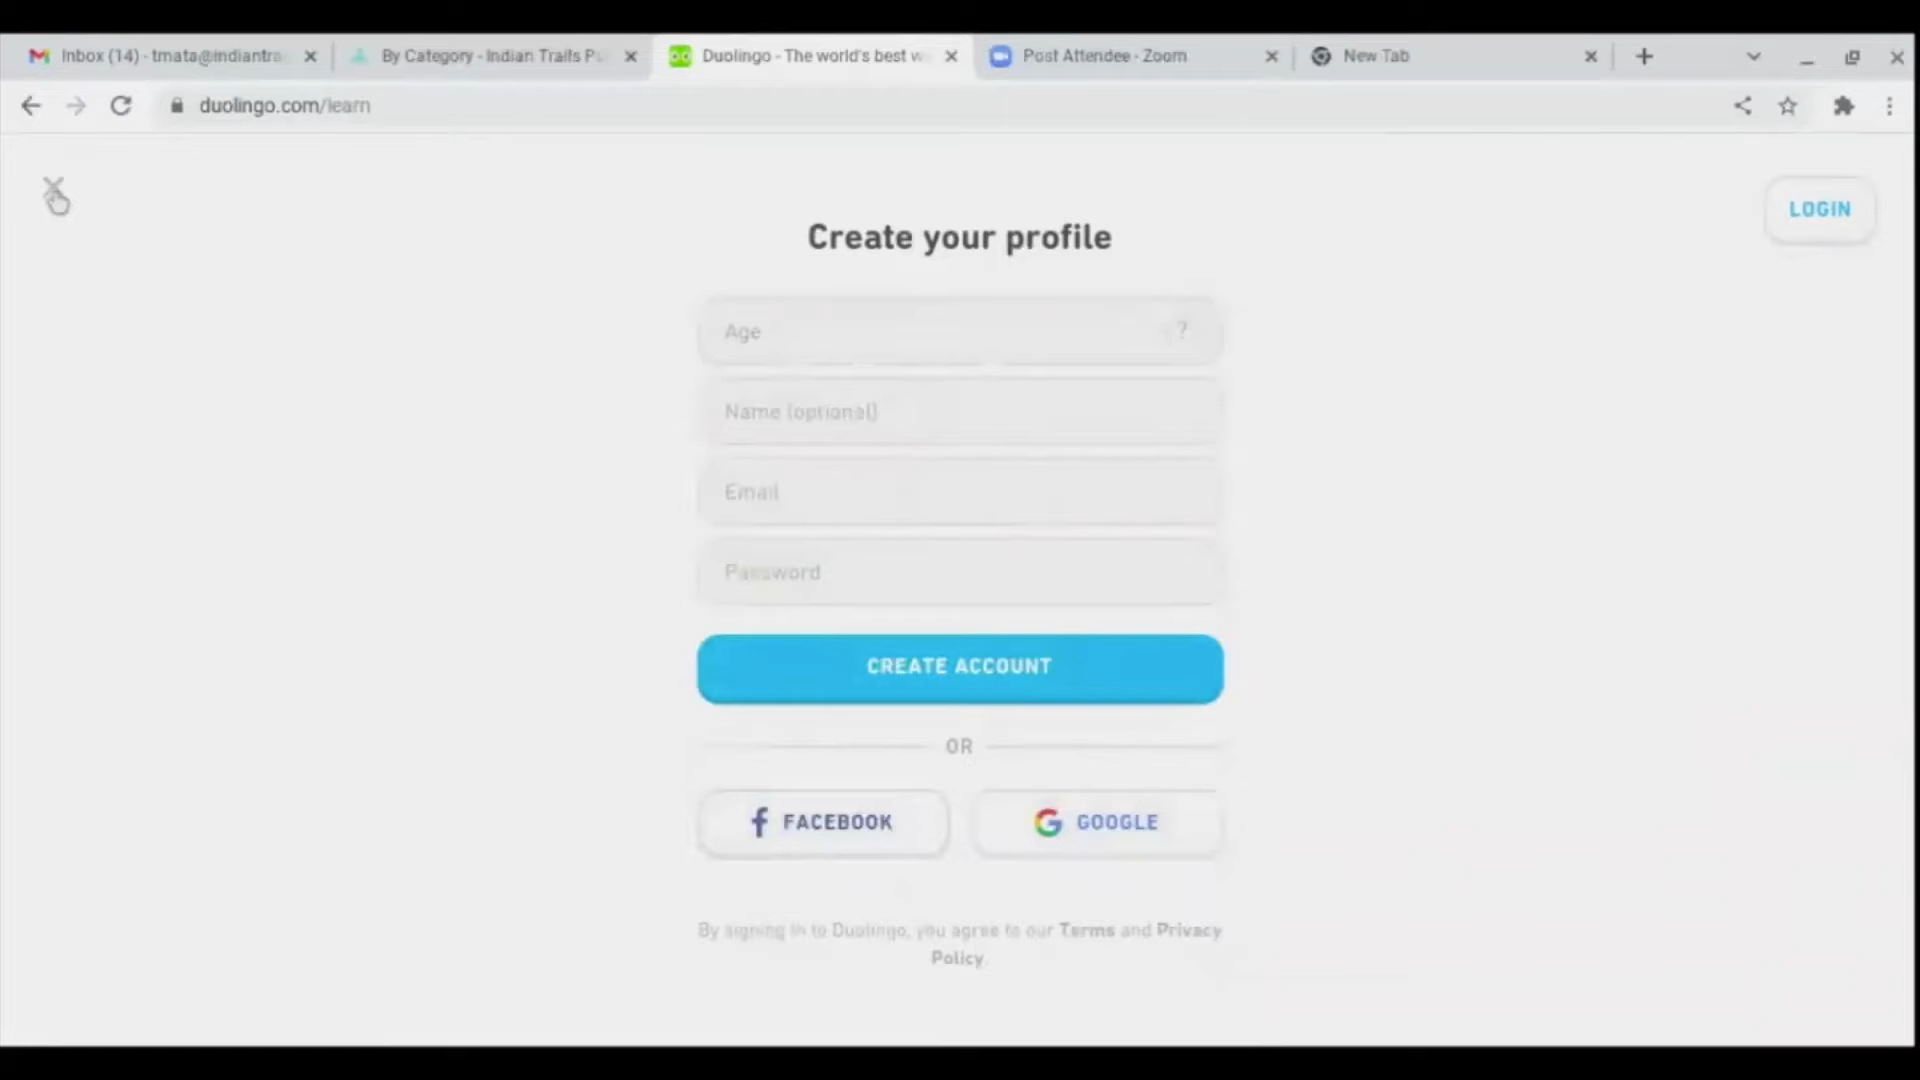 Inbox (14) - tmata@indiantra
By Category - Indian Trails Pu
Duolingo - The world's best w
Post Attendee - Zoom
New Tab
duolingo.com/learn
LOGIN
Create your profile
Age
?
Name (optional)
Email
Password
CREATE ACCOUNT
OR
FACEBOOK
GOOGLE
By signing in to Duolingo, you agree to our Terms and Privacy
Policy.